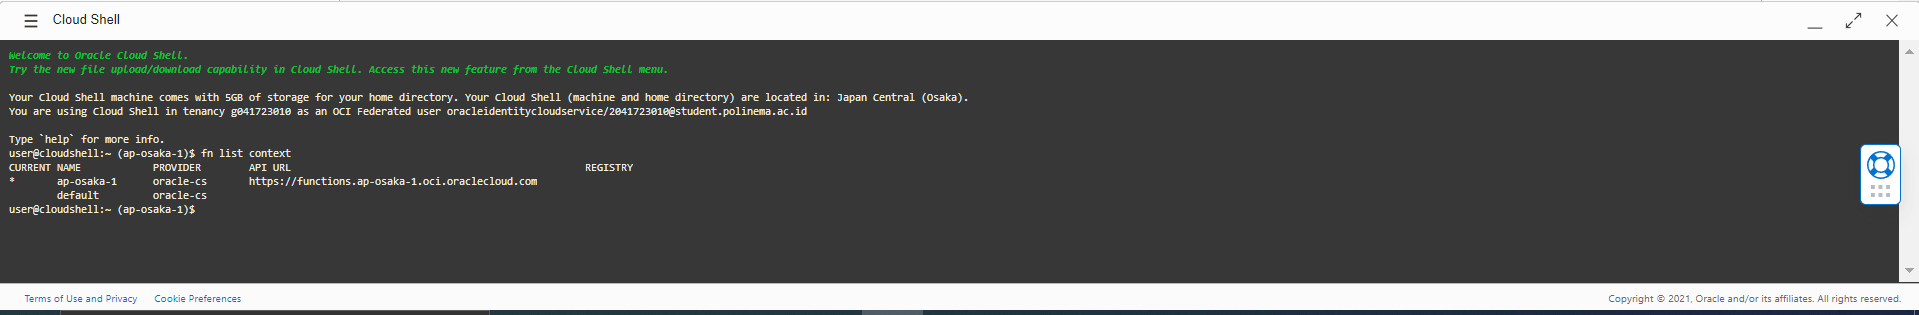 Cloud Shell
Welcome to Oracle Cloud Shell.
Try the new file upload/download capability in Cloud Shell. Access this new feature from the Cloud Shell menu.
Your Cloud Shell machine comes with 5GB of storage for your home directory. Your Cloud Shell (machine and home directory) are located in: Japan Central (Osaka).
You are using Cloud Shell in tenancy g041723010 as an OCI Federated user oracleidentitycloudservice/2041723010@student.polinema.ac.id
Type `help` for more info.
user@cloudshell:~ (ap-osaka-1)$ fn list context
CURRENT NAME PROVIDER API URL REGISTRY
* ap-osaka-1 oracle-cs https://functions.ap-osaka-1.oci.oraclecloud.com
default oracle-cs
user@cloudshell:~ (ap-osaka-1)$
Terms of Use and Privacy Cookie Preferences Copyright © 2021, Oracle and/or its affiliates. All rights reserved.